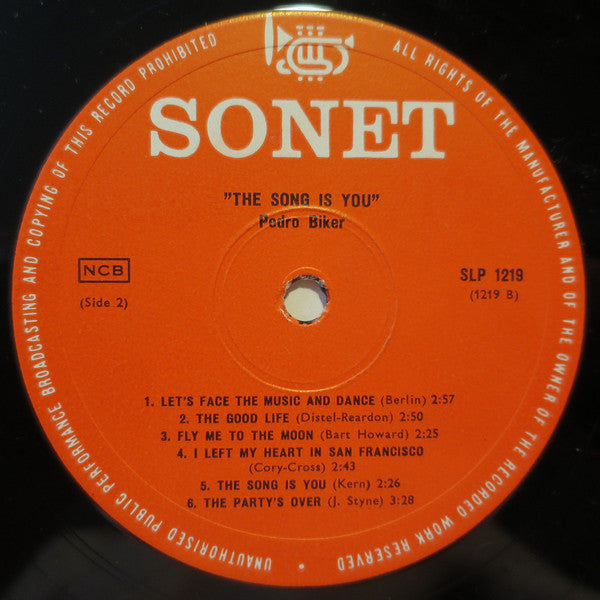 SONET
"THE SONG IS YOU"
Pedro Biker
NCB
(Side 2)
SLP 1219
(1219 B)
1. LET'S FACE THE MUSIC AND DANCE (Berlin) 2:57
2. THE GOOD LIFE (Distel-Reardon) 2:50
3. FLY ME TO THE MOON (Bart Howard) 2:25
4. I LEFT MY HEART IN SAN FRANCISCO
(Cory-Cross) 2:43
5. THE SONG IS YOU (Kern) 2:26
6. THE PARTY'S OVER (J. Styne) 3:28
ALL RIGHTS OF THE MANUFACTURER AND OF THE OWNER OF THE RECORDED WORK RESERVED • UNAUTHORISED PUBLIC PERFORMANCE BROADCASTING AND COPYING OF THIS RECORD PROHIBITED